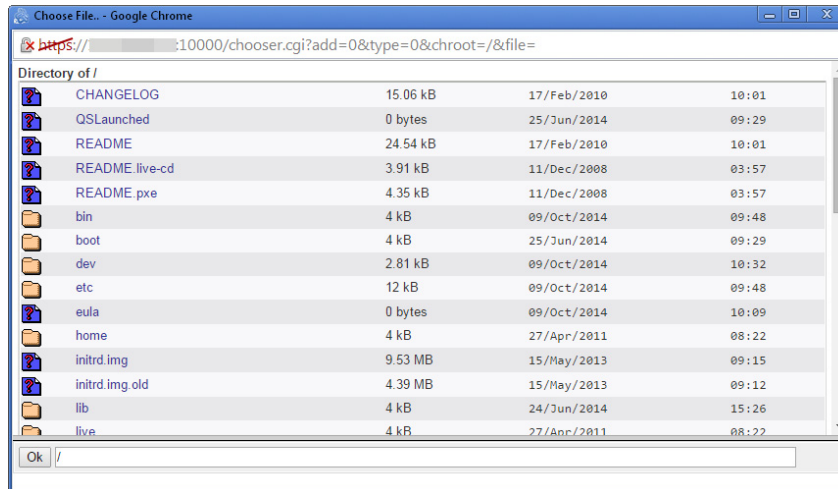 Choose File.. - Google Chrome
https:// :10000/chooser.cgi?add=0&type=0&chroot=/&file=
Directory of /
CHANGELOG 15.06 kB 17/Feb/2010 10:01
QSLaunched 0 bytes 25/Jun/2014 09:29
README 24.54 kB 17/Feb/2010 10:01
README.live-cd 3.91 kB 11/Dec/2008 03:57
README.pxe 4.35 kB 11/Dec/2008 03:57
bin 4 kB 09/Oct/2014 09:48
boot 4 kB 25/Jun/2014 09:29
dev 2.81 kB 09/Oct/2014 10:32
etc 12 kB 09/Oct/2014 09:48
eula 0 bytes 09/Oct/2014 10:09
home 4 kB 27/Apr/2011 08:22
initrd.img 9.53 MB 15/May/2013 09:15
initrd.img.old 4.39 MB 15/May/2013 09:12
lib 4 kB 24/Jun/2014 15:26
live 4 kB 27/Apr/2011 08:22
Ok /